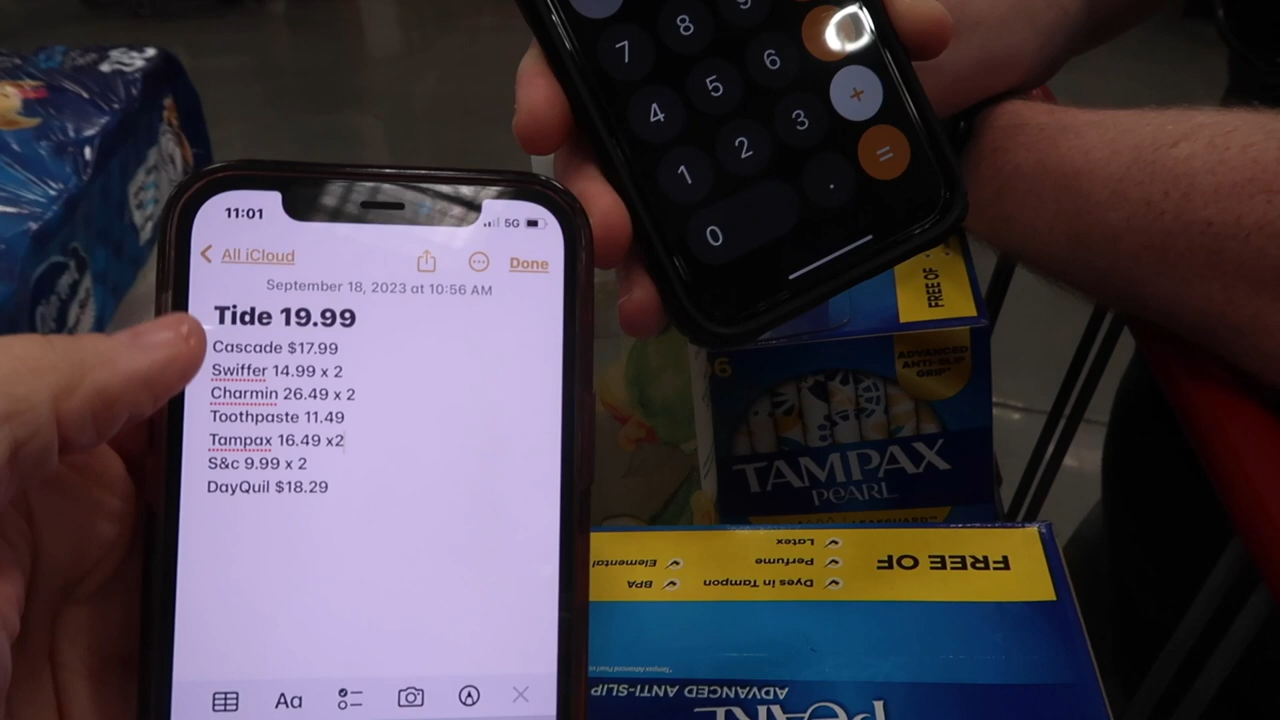 11:01
5G
All iCloud
Done
September 18, 2023 at 10:56 AM
Tide 19.99
Cascade $17.99
Swiffer 14.99 x 2
Charmin 26.49 x 2
Toothpaste 11.49
Tampax 16.49 x2
S&c 9.99 x 2
DayQuil $18.29
Aa
7 8 9
4 5 6
1 2 3 +
0 . =
FREE OF
ADVANCED
ANTI-SLIP
GRIP
TAMPAX
PEARL
FREE OF
Dyes in Tampon
Perfume
Latex
BPA
Elemental
ADVANCED ANTI-SLIP
PEARL